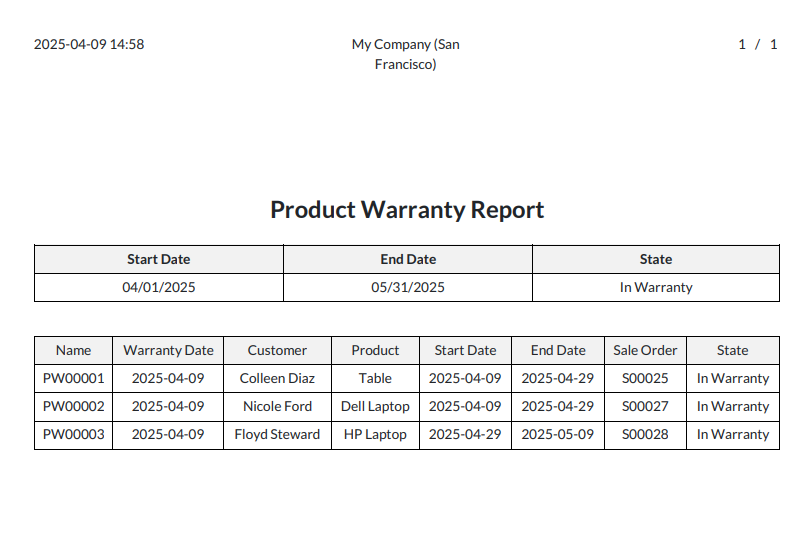 2025-04-09 14:58 My Company (San 1 / 1
Francisco)
Product Warranty Report
Start Date End Date State
04/01/2025 05/31/2025 In Warranty
Name Warranty Date Customer Product Start Date End Date Sale Order State
PW00001 2025-04-09 Colleen Diaz Table 2025-04-09 2025-04-29 S00025 In Warranty
PW00002 2025-04-09 Nicole Ford Dell Laptop 2025-04-09 2025-04-29 S00027 In Warranty
PW00003 2025-04-09 Floyd Steward HP Laptop 2025-04-29 2025-05-09 S00028 In Warranty